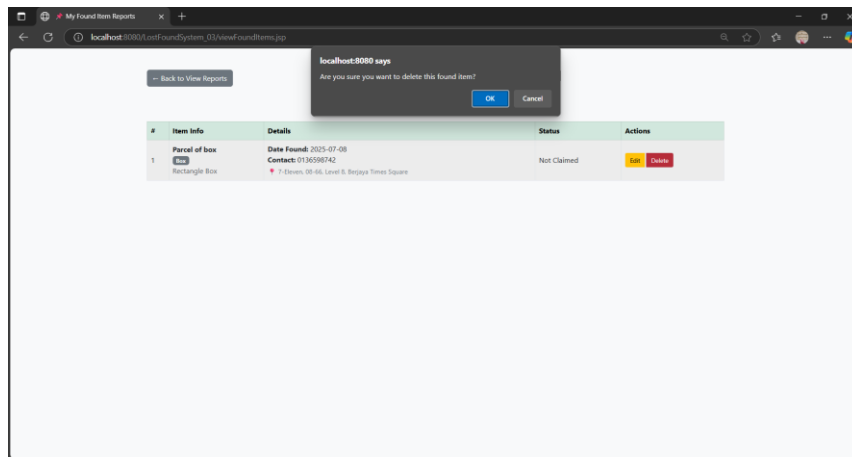 My Found Item Reports
localhost:8080/LostFoundSystem_03/viewFoundItems.jsp
localhost:8080 says
Are you sure you want to delete this found item?
OK Cancel
← Back to View Reports
# Item Info Details Status Actions
1 Parcel of box Date Found: 2025-07-08 Not Claimed Edit Delete
Box Contact: 0136598742
Rectangle Box 7-Eleven, 08-66, Level 8, Berjaya Times Square